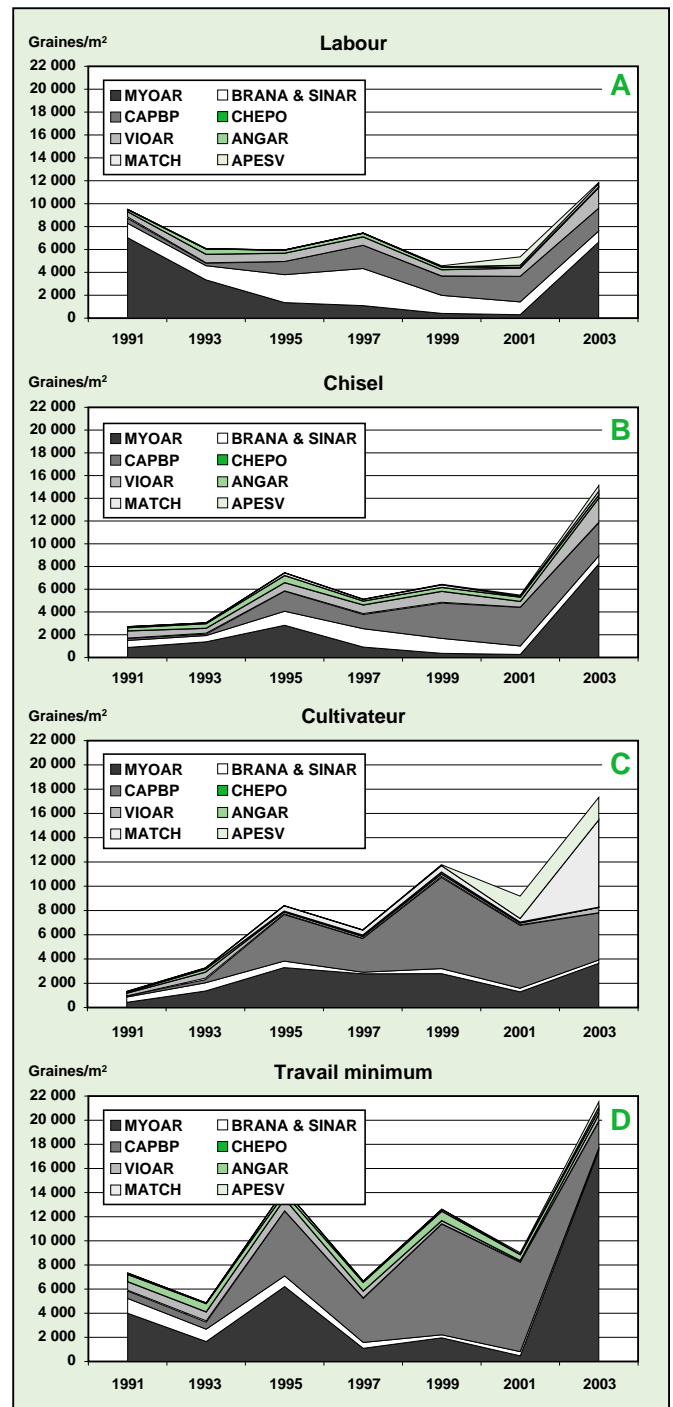 Graines/m²
Labour
A
22 000
20 000
18 000
16 000
14 000
12 000
10 000
8 000
6 000
4 000
2 000
0
MYOAR BRANA & SINAR
CAPBP CHEPO
VIOAR ANGAR
MATCH APESV
1991 1993 1995 1997 1999 2001 2003
Graines/m²
Chisel
B
22 000
20 000
18 000
16 000
14 000
12 000
10 000
8 000
6 000
4 000
2 000
0
MYOAR BRANA & SINAR
CAPBP CHEPO
VIOAR ANGAR
MATCH APESV
1991 1993 1995 1997 1999 2001 2003
Graines/m²
Cultivateur
C
22 000
20 000
18 000
16 000
14 000
12 000
10 000
8 000
6 000
4 000
2 000
0
MYOAR BRANA & SINAR
CAPBP CHEPO
VIOAR ANGAR
MATCH APESV
1991 1993 1995 1997 1999 2001 2003
Graines/m²
Travail minimum
D
22 000
20 000
18 000
16 000
14 000
12 000
10 000
8 000
6 000
4 000
2 000
0
MYOAR BRANA & SINAR
CAPBP CHEPO
VIOAR ANGAR
MATCH APESV
1991 1993 1995 1997 1999 2001 2003